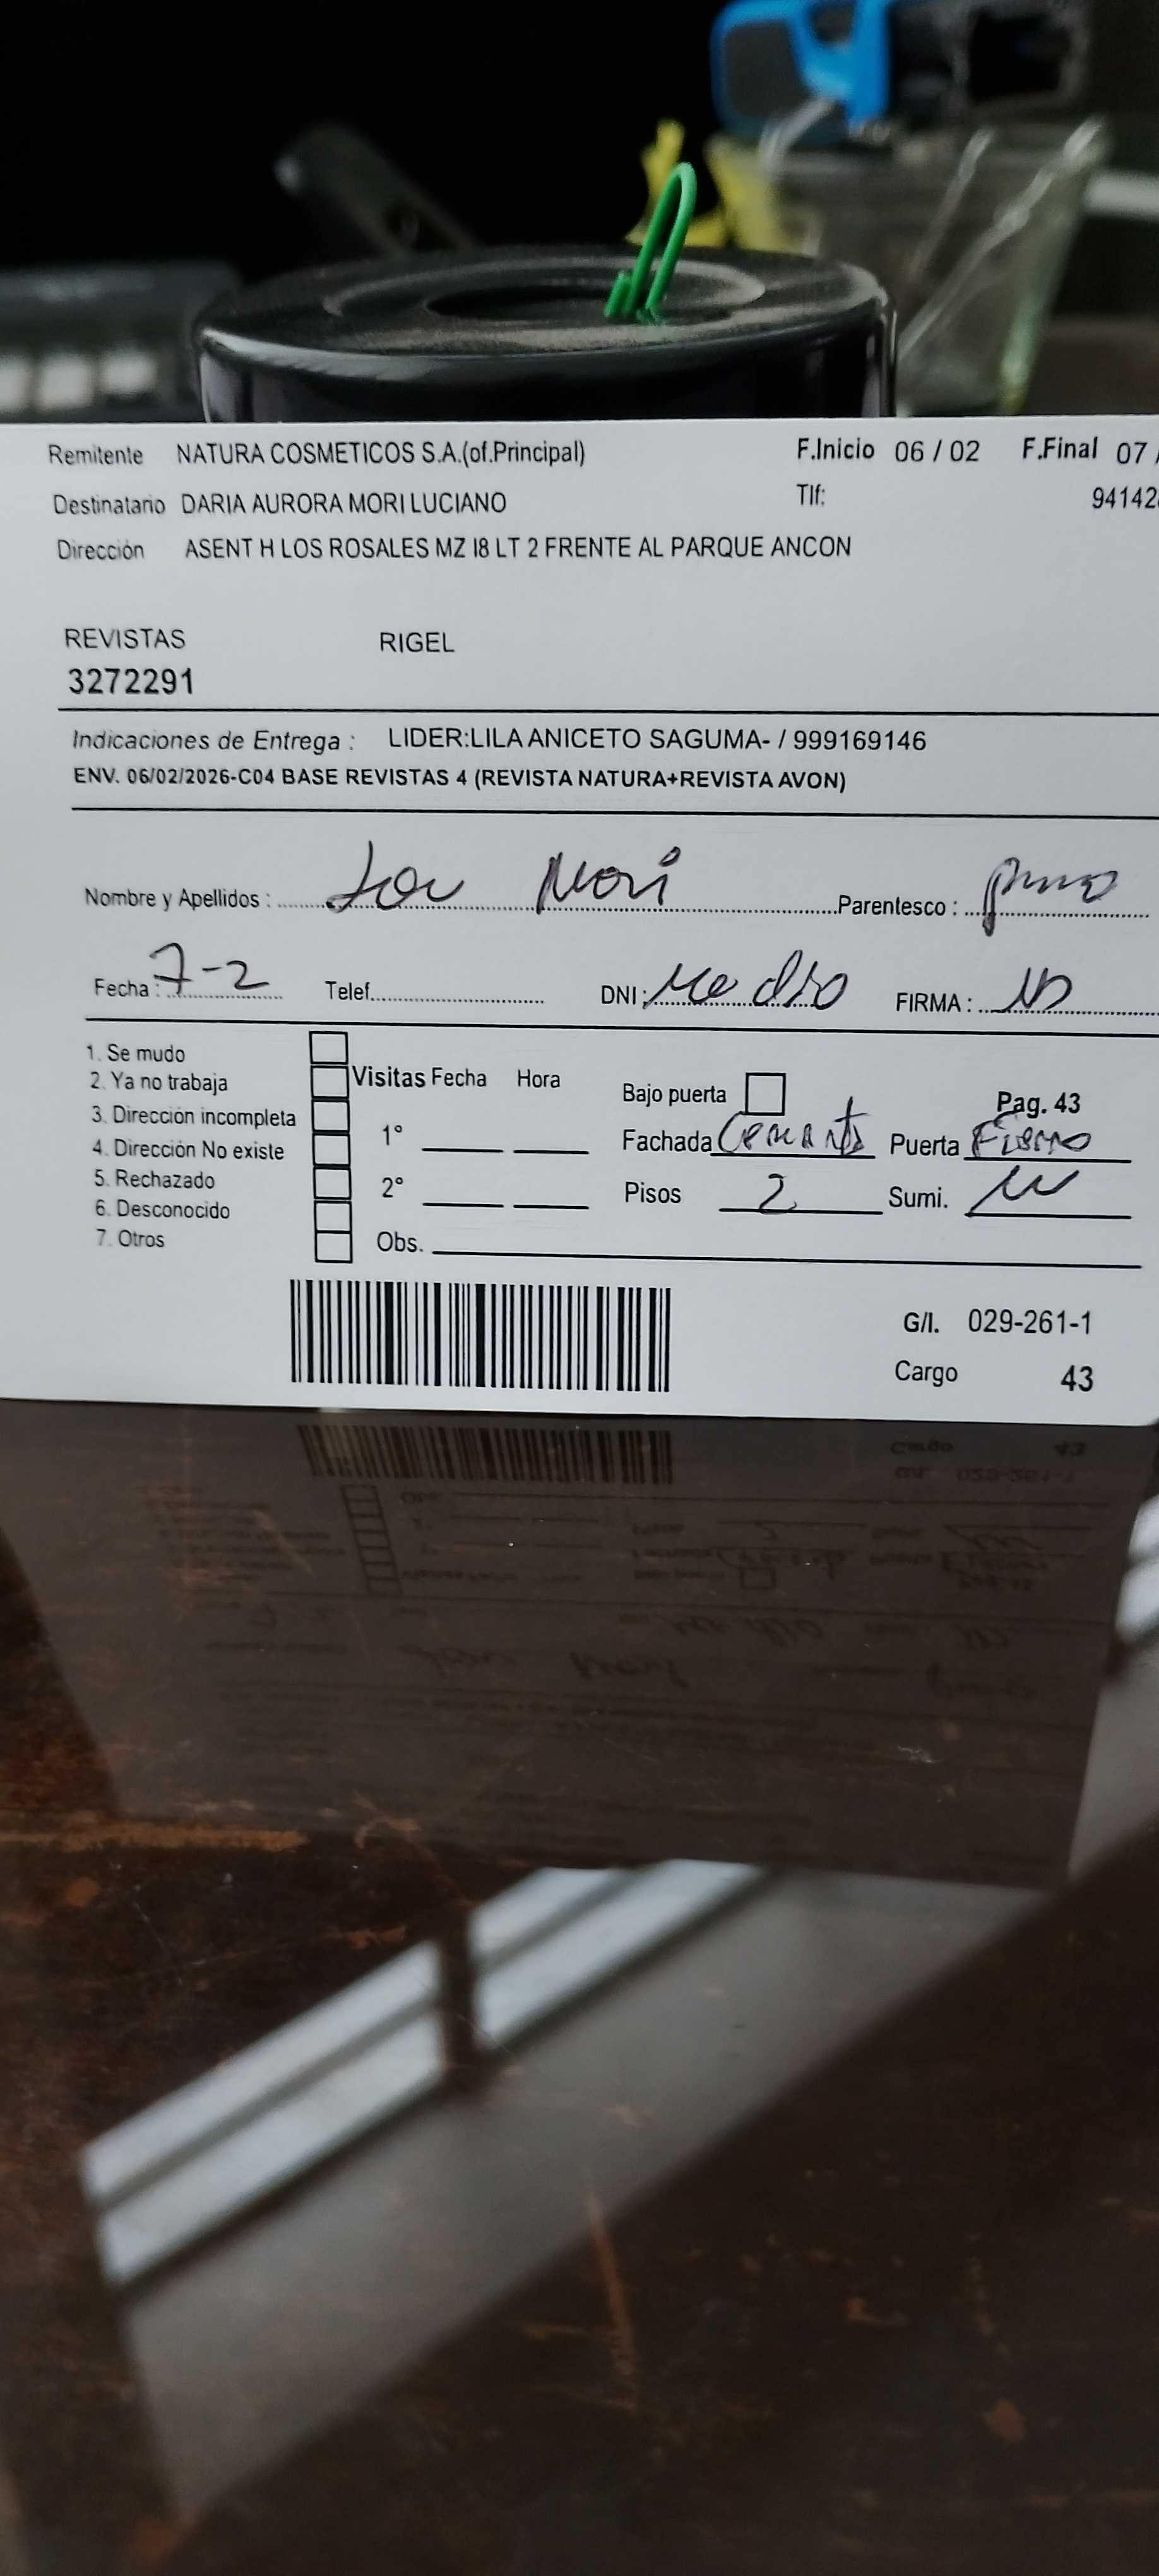 Remitente NATURA COSMETICOS S.A.(of.Principal) F.Inicio 06 / 02 F.Final 07 /
Destinatario DARIA AURORA MORI LUCIANO Tlf: 94142
Dirección ASENT H LOS ROSALES MZ I8 LT 2 FRENTE AL PARQUE ANCON
REVISTAS RIGEL
3272291
Indicaciones de Entrega : LIDER:LILA ANICETO SAGUMA- / 999169146
ENV. 06/02/2026-C04 BASE REVISTAS 4 (REVISTA NATURA+REVISTA AVON)
Nombre y Apellidos : Mori Parentesco :
Fecha : 7-2 Telef. DNI : FIRMA :
1. Se mudo
2. Ya no trabaja Visitas Fecha Hora Bajo puerta Pag. 43
3. Dirección incompleta 1° Fachada Puerta Fierro
4. Dirección No existe
5. Rechazado 2° Pisos 2 Sumi.
6. Desconocido
7. Otros Obs.
G/I. 029-261-1
Cargo 43